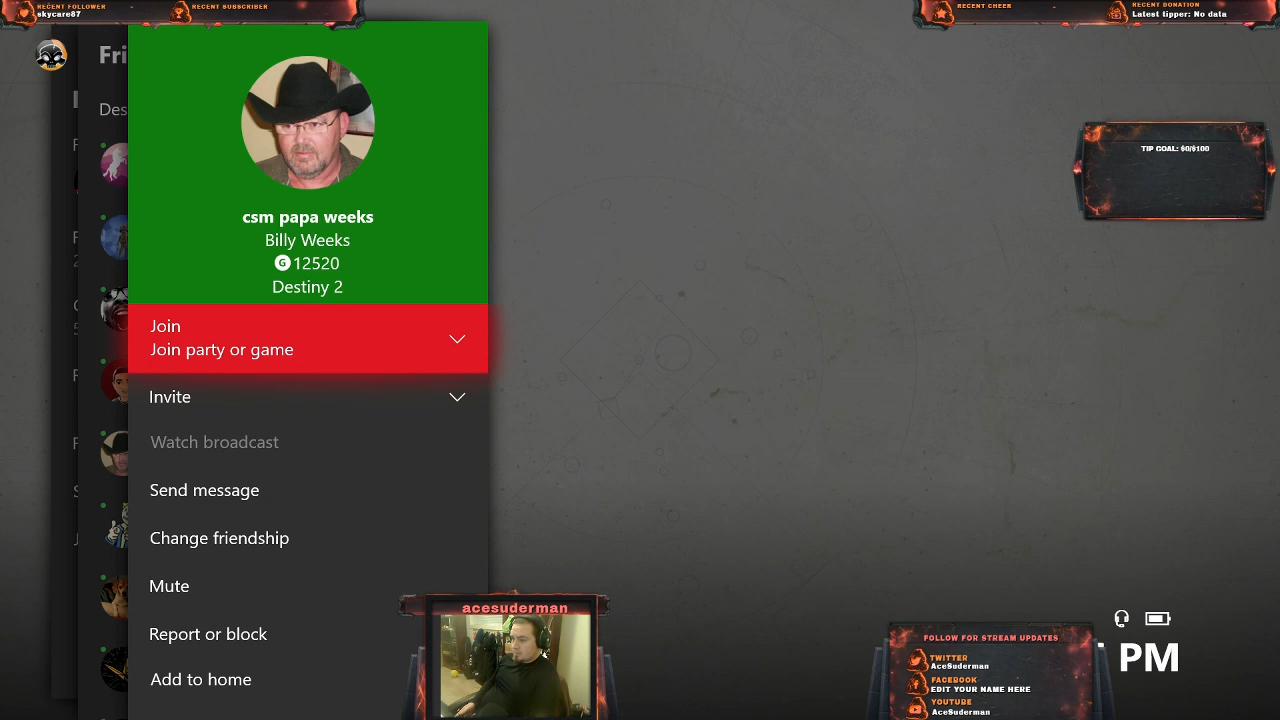 RECENT FOLLOWER
skycare87
RECENT SUBSCRIBER
RECENT CHEER
RECENT DONATION
Latest tipper: No data
Fri
Des
csm papa weeks
Billy Weeks
G 12520
Destiny 2
Join
Join party or game
Invite
Watch broadcast
Send message
Change friendship
Mute
Report or block
Add to home
TIP GOAL: $0/$100
acesuderman
FOLLOW FOR STREAM UPDATES
TWITTER
AceSuderman
FACEBOOK
EDIT YOUR NAME HERE
YOUTUBE
AceSuderman
PM